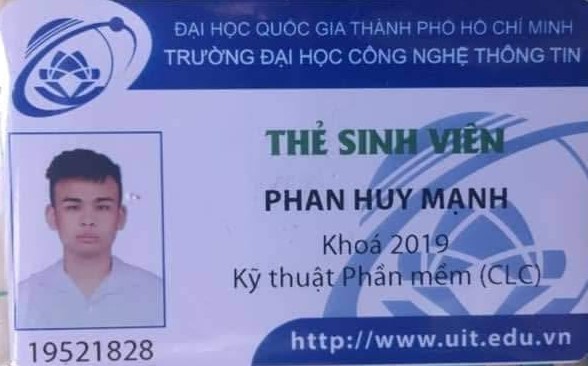 ĐẠI HỌC QUỐC GIA THÀNH PHỐ HỒ CHÍ MINH
TRƯỜNG ĐẠI HỌC CÔNG NGHỆ THÔNG TIN
THẺ SINH VIÊN
PHAN HUY MẠNH
Khoá 2019
Kỹ thuật Phần mềm (CLC)
http://www.uit.edu.vn
19521828